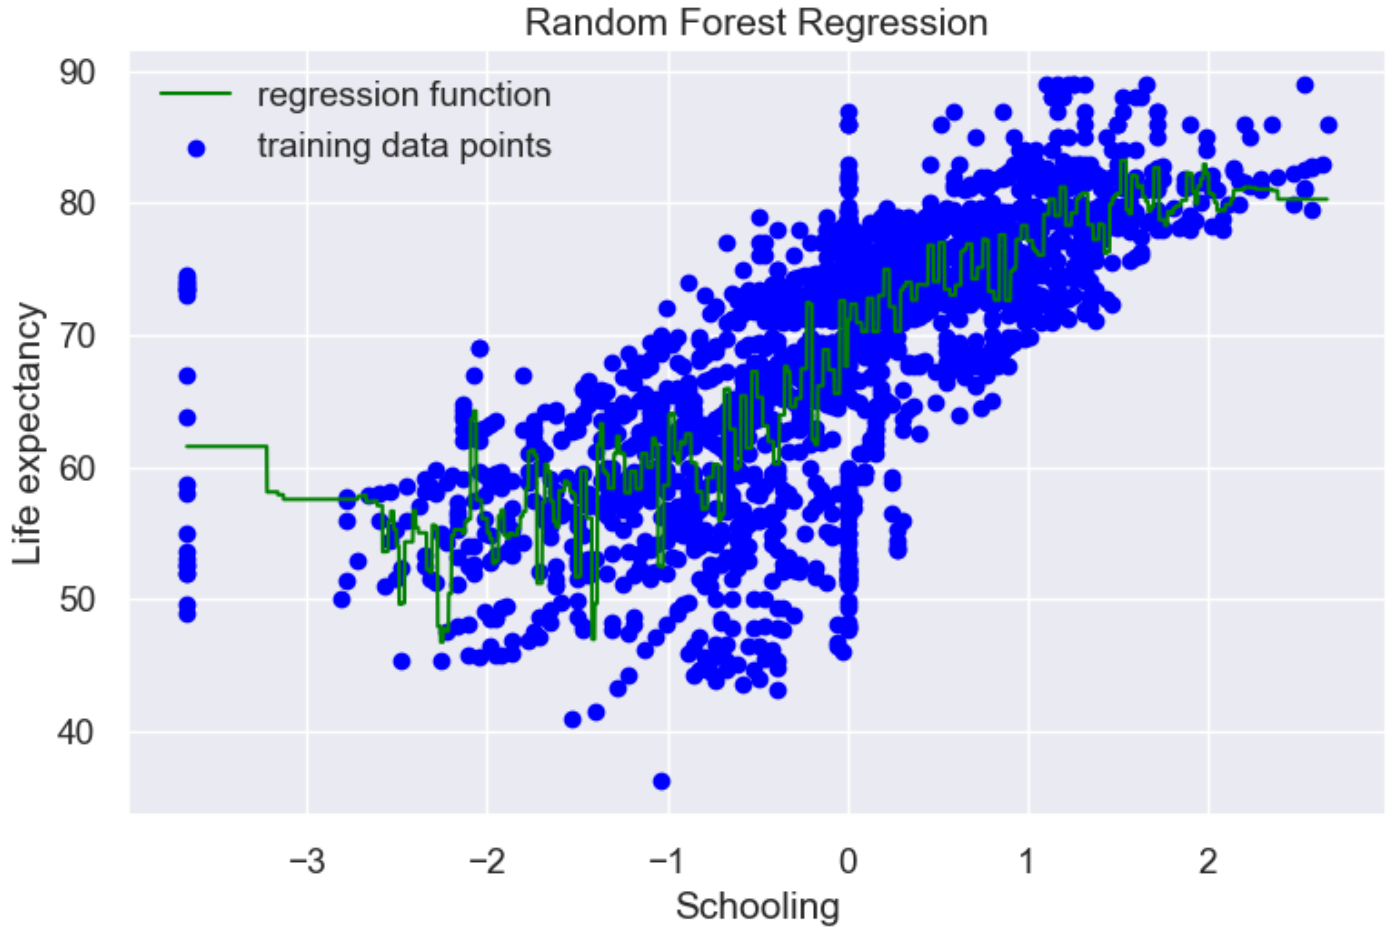 Random Forest Regression
regression function
training data points
Life expectancy
90
80
70
60
50
40
−3
−2
−1
0
1
2
Schooling